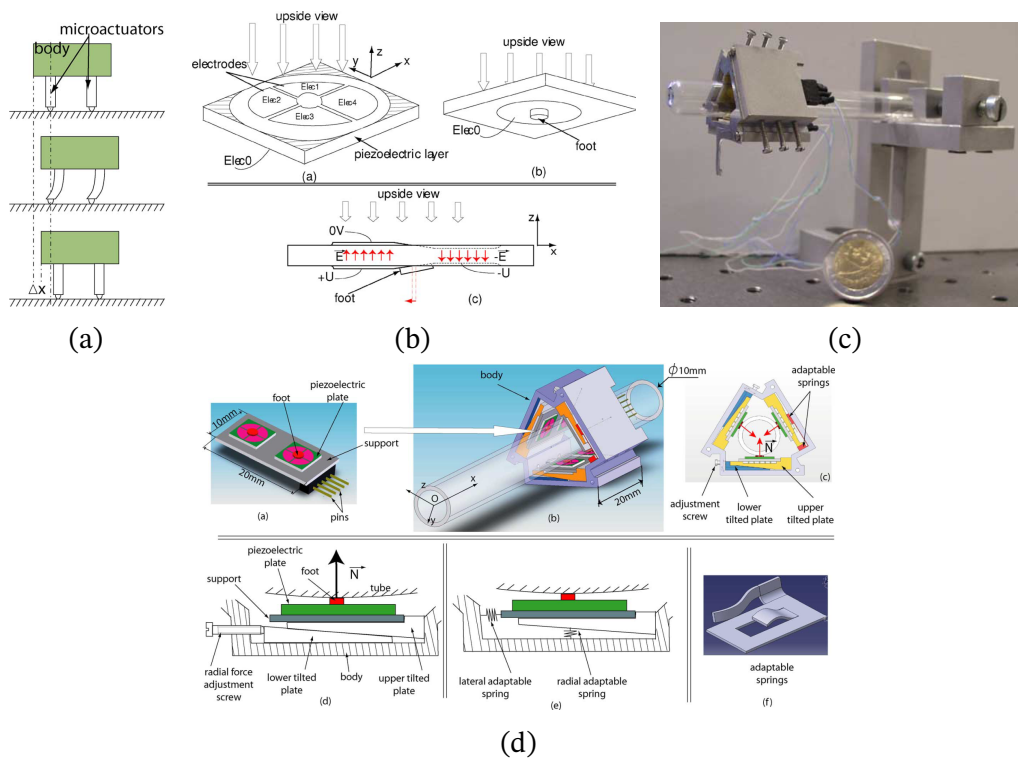 microactuators
body
Δx
(a)
upside view
electrodes
y
z
x
Elec1
Elec2
Elec4
Elec3
Elec0
piezoelectric layer
(a)
upside view
Elec0
foot
(b)
upside view
0V
z
x
E
-E
+U
-U
foot
(c)
(b)
(c)
foot
piezoelectric
plate
10mm
support
20mm
pins
(a)
body
Φ10mm
z
O
x
y
20mm
(b)
adaptable
springs
N
(c)
adjustment
screw
lower
tilted plate
upper
tilted plate
piezoelectric
plate
foot
N
tube
support
radial force
adjustment
screw
lower tilted
plate
body
upper tilted
plate
(d)
lateral adaptable
spring
radial adaptable
spring
(e)
adaptable
springs
(f)
(d)